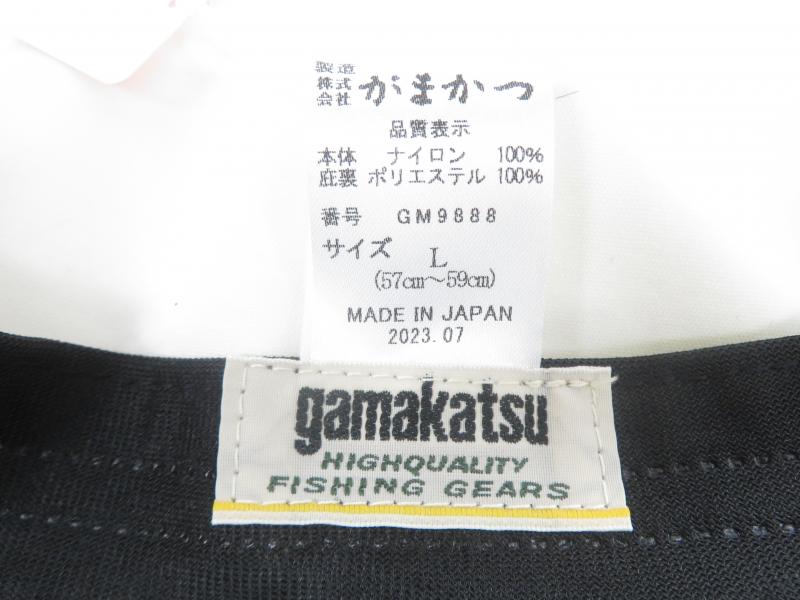 製造
株式
会社 がまかつ
品質表示
本体 ナイロン 100%
庇裏 ポリエステル 100%
番号 GM9888
サイズ L
(57cm～59cm)
MADE IN JAPAN
2023.07
gamakatsu
HIGHQUALITY
FISHING GEARS